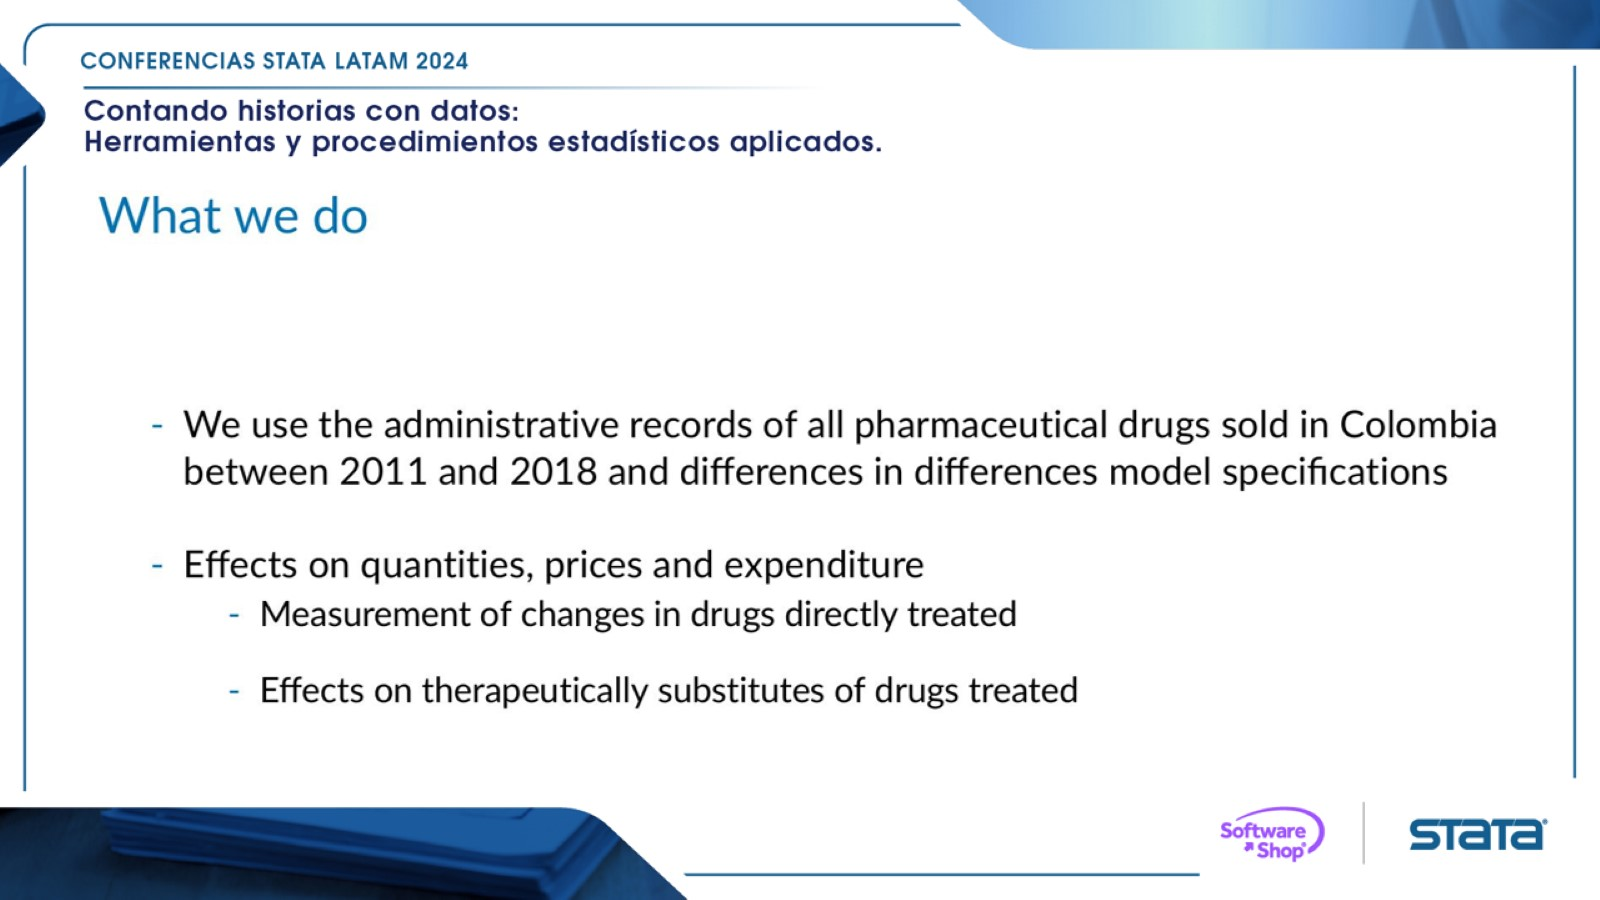 CONFERENCIAS STATA LATAM 2024
Contando historias con datos:
Herramientas y procedimientos estadísticos aplicados.
What we do
- We use the administrative records of all pharmaceutical drugs sold in Colombia
between 2011 and 2018 and differences in differences model specifications
- Effects on quantities, prices and expenditure
- Measurement of changes in drugs directly treated
- Effects on therapeutically substitutes of drugs treated
Software
Shop®
STATA®